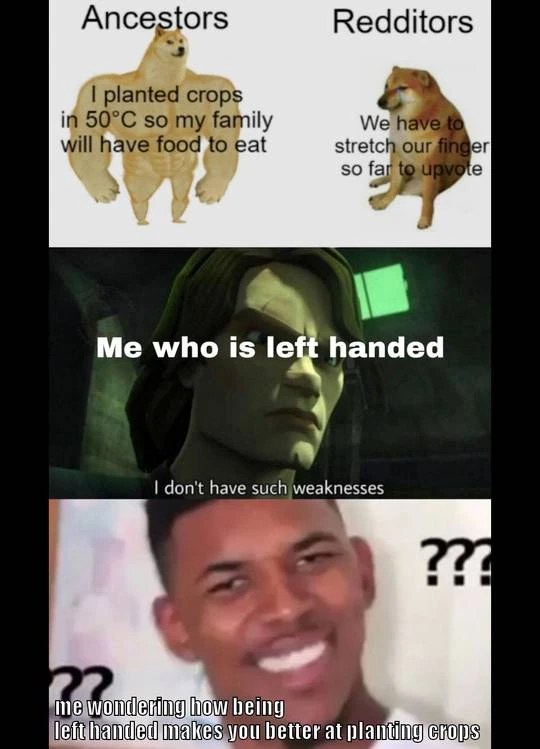 Ancestors
Redditors
I planted crops
in 50°C so my family
will have food to eat
We have to
stretch our finger
so far to upvote
Me who is left handed
I don't have such weaknesses
???
??
me wondering how being
left handed makes you better at planting crops